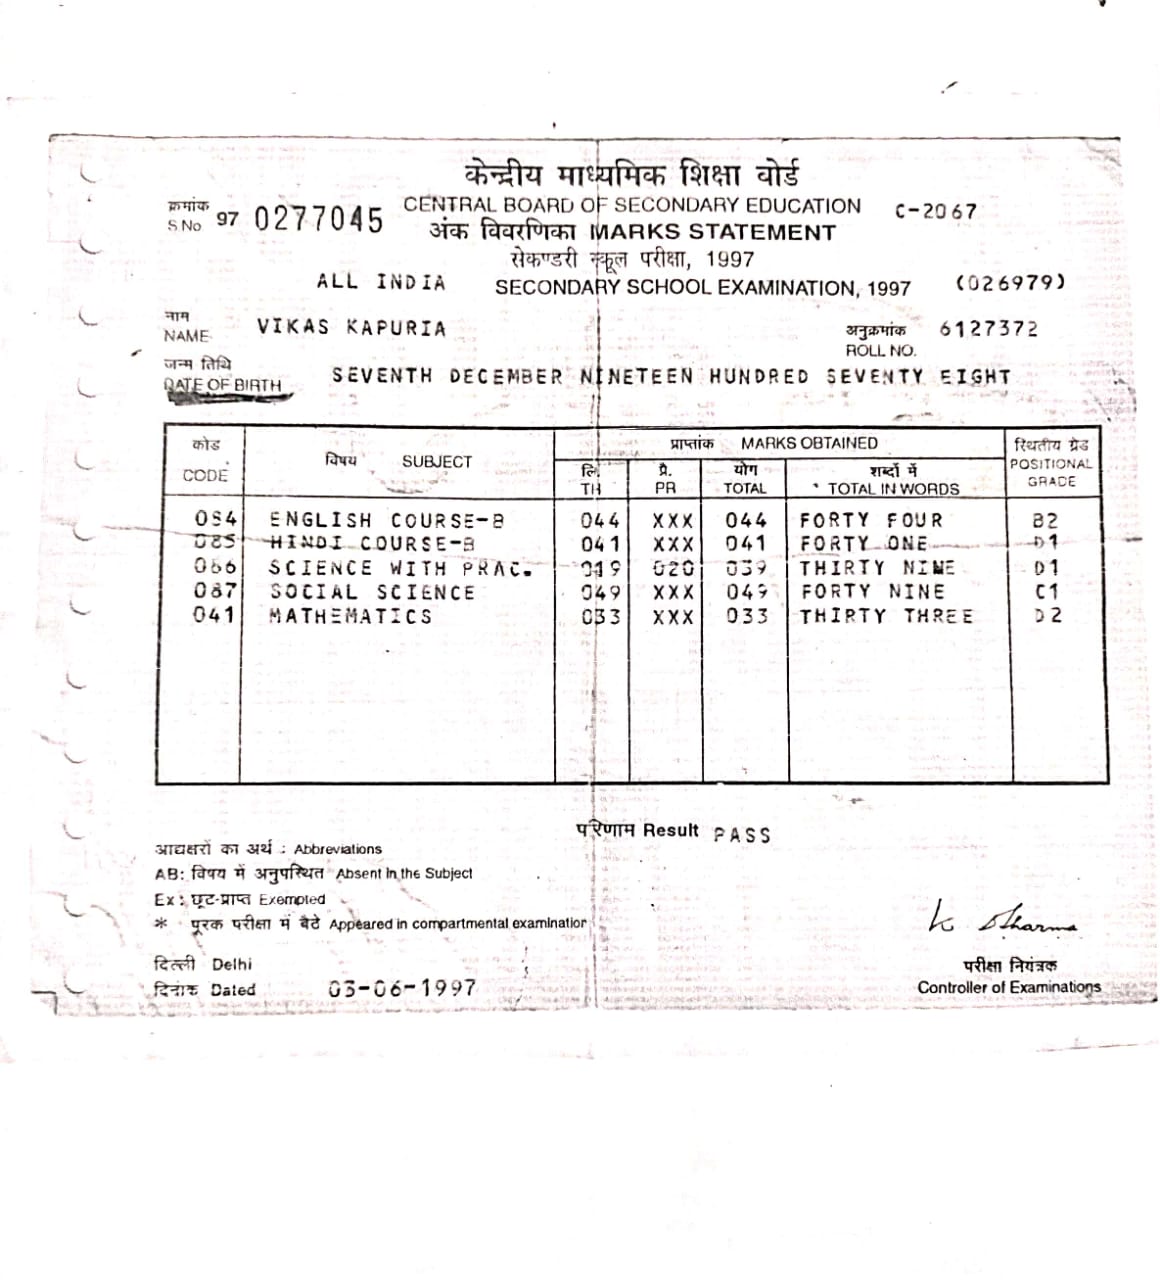 केन्द्रीय माध्यमिक शिक्षा बोर्ड
क्रमांक S.No 97 0277045 CENTRAL BOARD OF SECONDARY EDUCATION C-2067
अंक विवरणिका MARKS STATEMENT
सेकण्डरी स्कूल परीक्षा, 1997
ALL INDIA SECONDARY SCHOOL EXAMINATION, 1997 (026979)
नाम
NAME VIKAS KAPURIA अनुक्रमांक 6127372
ROLL NO.
जन्म तिथि
DATE OF BIRTH SEVENTH DECEMBER NINETEEN HUNDRED SEVENTY EIGHT
कोड विषय SUBJECT प्राप्तांक MARKS OBTAINED स्थितीय ग्रेड
CODE लि. प्रै. योग शब्दों में POSITIONAL
TH PR TOTAL * TOTAL IN WORDS GRADE
084 ENGLISH COURSE-B 044 XXX 044 FORTY FOUR B2
085 HINDI COURSE-B 041 XXX 041 FORTY ONE D1
086 SCIENCE WITH PRAC. 019 020 039 THIRTY NINE D1
087 SOCIAL SCIENCE 049 XXX 049 FORTY NINE C1
041 MATHEMATICS 033 XXX 033 THIRTY THREE D2
परिणाम Result PASS
आद्यक्षरों का अर्थ : Abbreviations
AB: विषय में अनुपस्थित Absent in the Subject
Ex : छूट-प्राप्त Exempted
* पूरक परीक्षा में बैठे Appeared in compartmental examination
K Sharma
दिल्ली Delhi परीक्षा नियंत्रक
दिनांक Dated 03-06-1997 Controller of Examinations